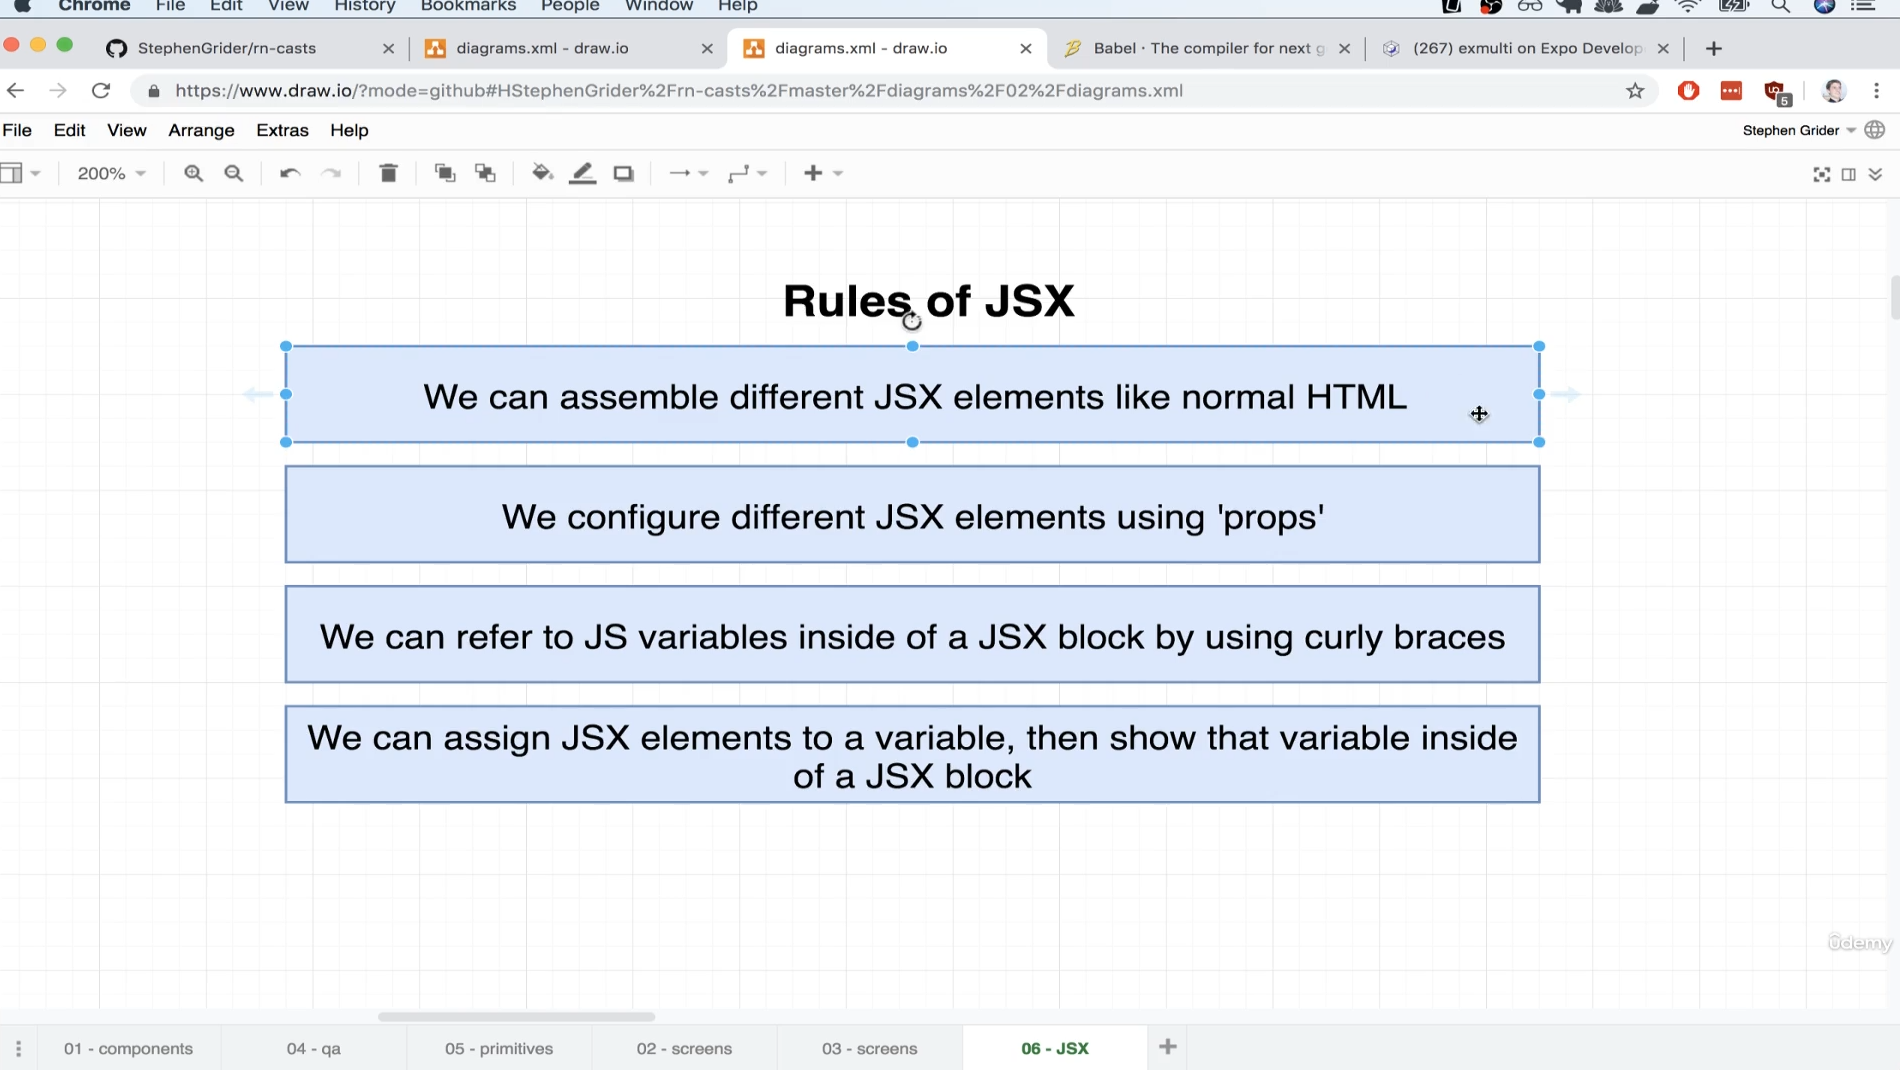 Chrome File Edit View History Bookmarks People Window Help
StephenGrider/rn-casts
diagrams.xml - draw.io
diagrams.xml - draw.io
Babel · The compiler for next g
(267) exmulti on Expo Develop
https://www.draw.io/?mode=github#HStephenGrider%2Frn-casts%2Fmaster%2Fdiagrams%2F02%2Fdiagrams.xml
5
File Edit View Arrange Extras Help
Stephen Grider
200%
Rules of JSX
We can assemble different JSX elements like normal HTML
We configure different JSX elements using 'props'
We can refer to JS variables inside of a JSX block by using curly braces
We can assign JSX elements to a variable, then show that variable inside
of a JSX block
ûdemy
01 - components
04 - qa
05 - primitives
02 - screens
03 - screens
06 - JSX